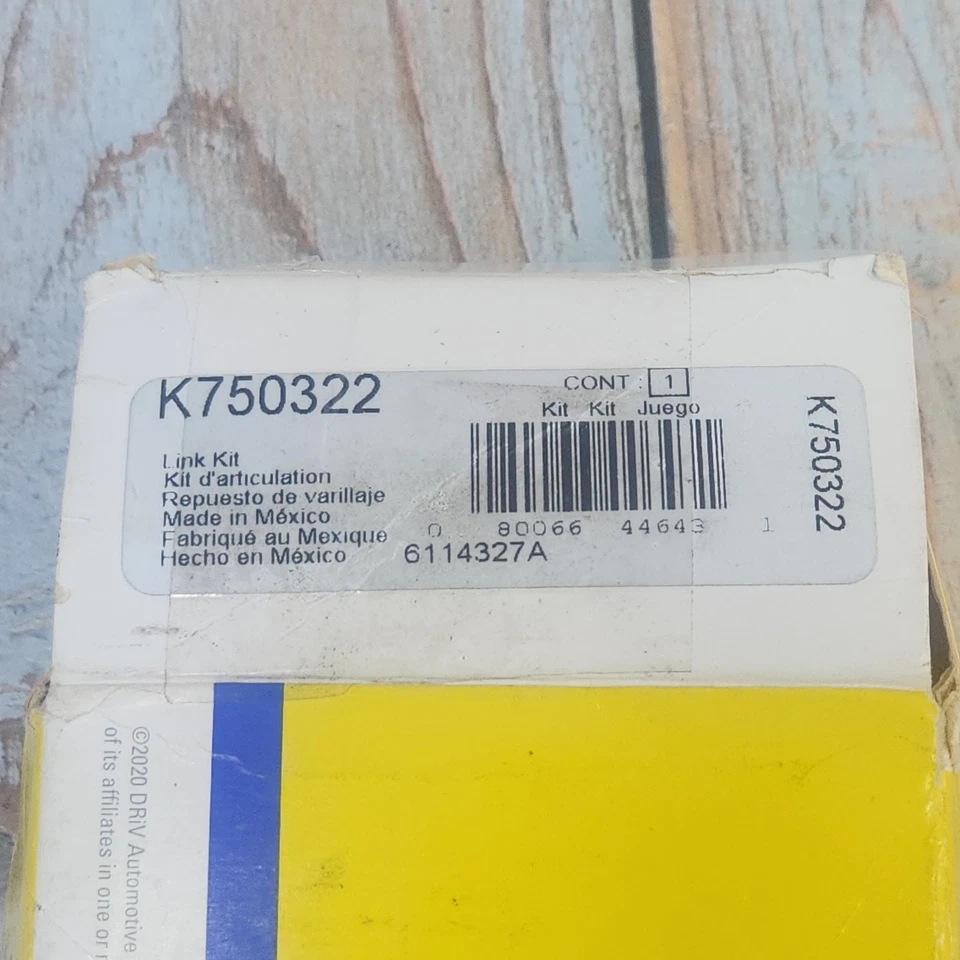 K750322
CONT : 1
Kit Kit Juego
Link Kit
Kit d'articulation
Repuesto de varillaje
Made in México
Fabriqué au Mexique
Hecho en México
0 80066 44643 1
6114327A
K750322
©2020 DRiV Automotive
of its affiliates in one or